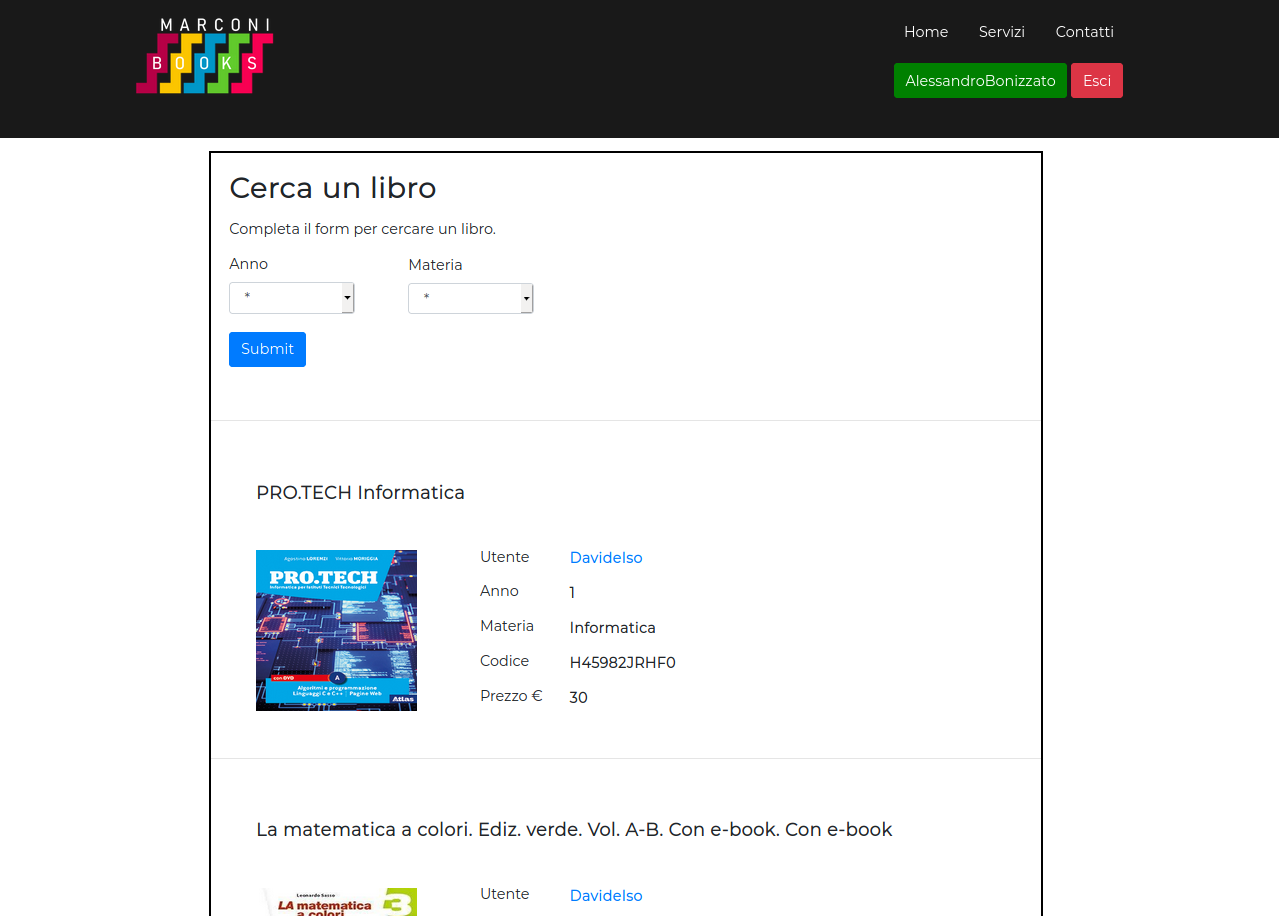 MARCONI
BOOKS
Home Servizi Contatti
AlessandroBonizzato Esci
Cerca un libro
Completa il form per cercare un libro.
Anno Materia
* *
Submit
PRO.TECH Informatica
Agostino LORENZI Vittorio MORIGGIA
PRO.TECH
Informatica per Istituti Tecnici Tecnologici
con DVD A
Algoritmi e programmazione
Linguaggi C e C++ Pagine Web
Atlas
Utente Davidelso
Anno 1
Materia Informatica
Codice H45982JRHF0
Prezzo € 30
La matematica a colori. Ediz. verde. Vol. A-B. Con e-book. Con e-book
Leonardo Sasso
LA matematica 3
a colori
Utente Davidelso